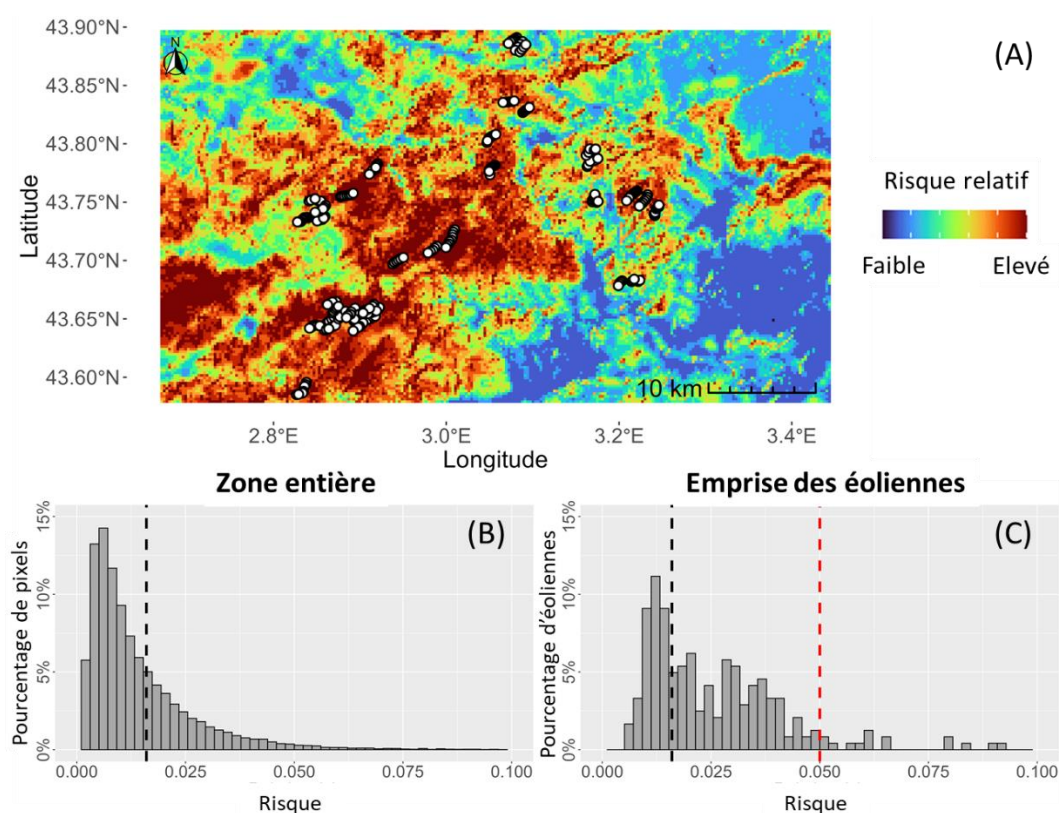 (A)
N
43.90°N-
43.85°N-
43.80°N-
43.75°N-
43.70°N-
43.65°N-
43.60°N-
Latitude
10 km
2.8°E
3.0°E
3.2°E
3.4°E
Longitude
Risque relatif
Faible
Elevé
Zone entière
(B)
Pourcentage de pixels
15%
10%
5%
0%
0.000
0.025
0.050
0.075
0.100
Risque
Emprise des éoliennes
(C)
Pourcentage d'éoliennes
15%
10%
5%
0%
0.000
0.025
0.050
0.075
0.100
Risque